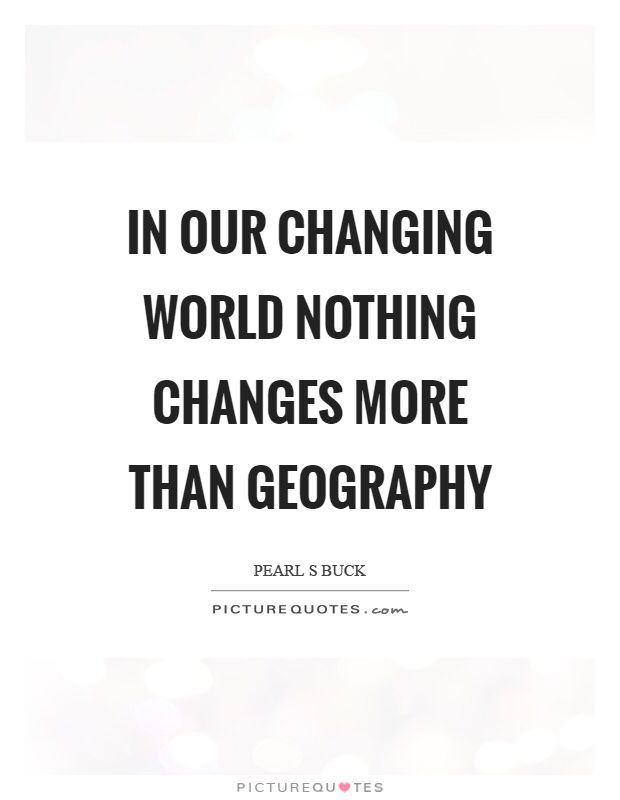 IN OUR CHANGING
WORLD NOTHING
CHANGES MORE
THAN GEOGRAPHY
PEARL S BUCK
PICTUREQUOTES.com
PICTUREQUOTES